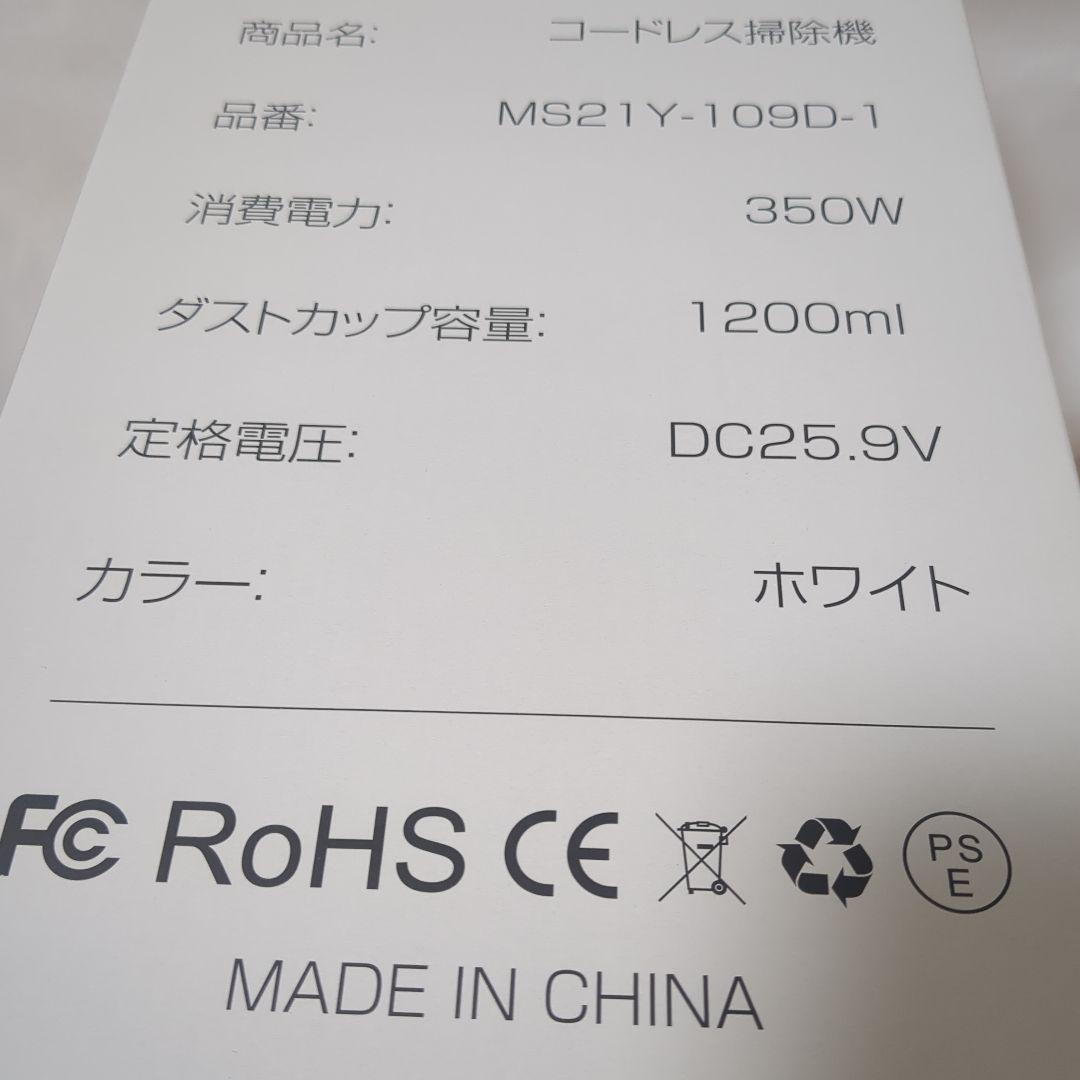 商品名: コードレス掃除機
品番: MS21Y-109D-1
消費電力: 350W
ダストカップ容量: 1200ml
定格電圧: DC25.9V
カラー: ホワイト
FC RoHS CE PSE
MADE IN CHINA